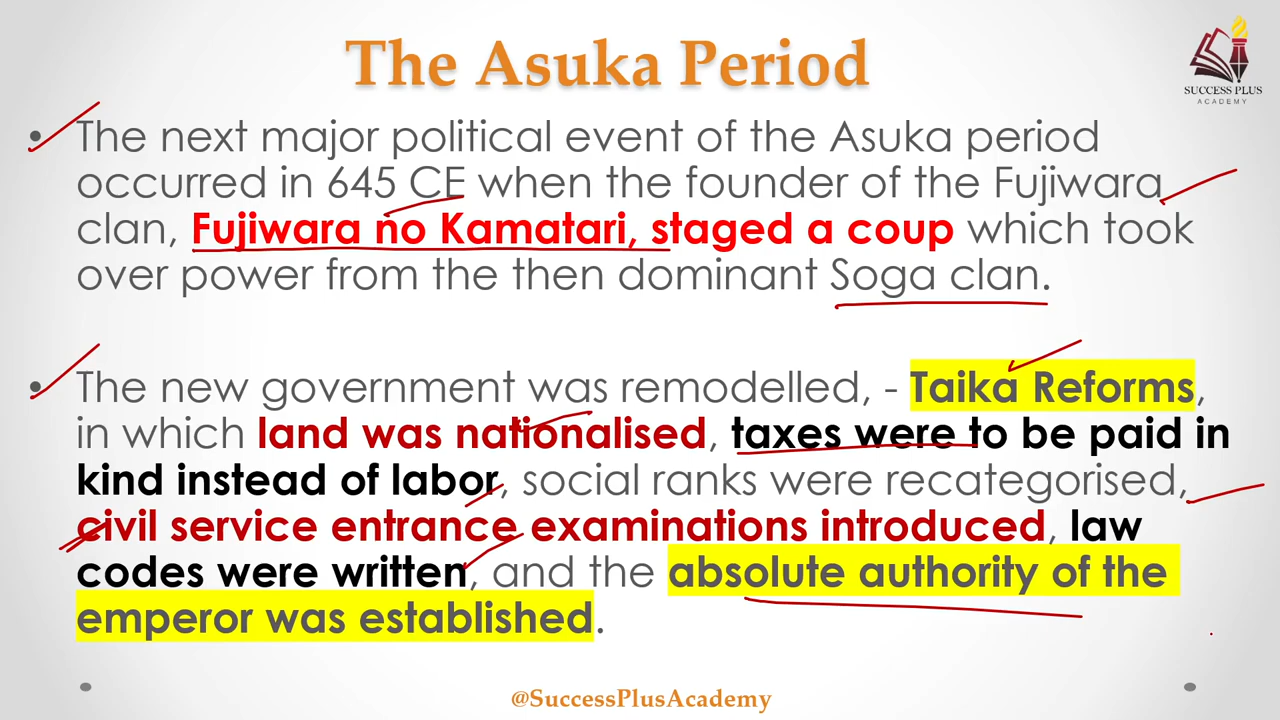 The Asuka Period
SUCCESS PLUS
ACADEMY
• The next major political event of the Asuka period
occurred in 645 CE when the founder of the Fujiwara
clan, Fujiwara no Kamatari, staged a coup which took
over power from the then dominant Soga clan.
• The new government was remodelled, - Taika Reforms,
in which land was nationalised, taxes were to be paid in
kind instead of labor, social ranks were recategorised,
civil service entrance examinations introduced, law
codes were written, and the absolute authority of the
emperor was established.
@SuccessPlusAcademy